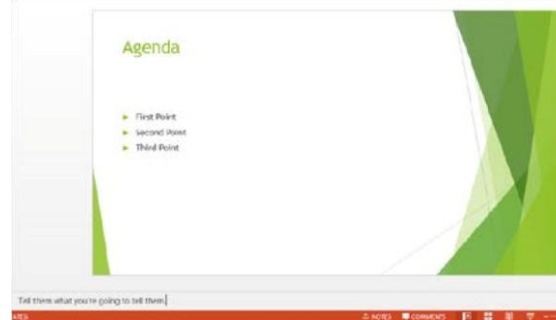 Agenda
First Point
Second Point
Third Point
Tell them what you're going to tell them.
NOTES
COMMENTS